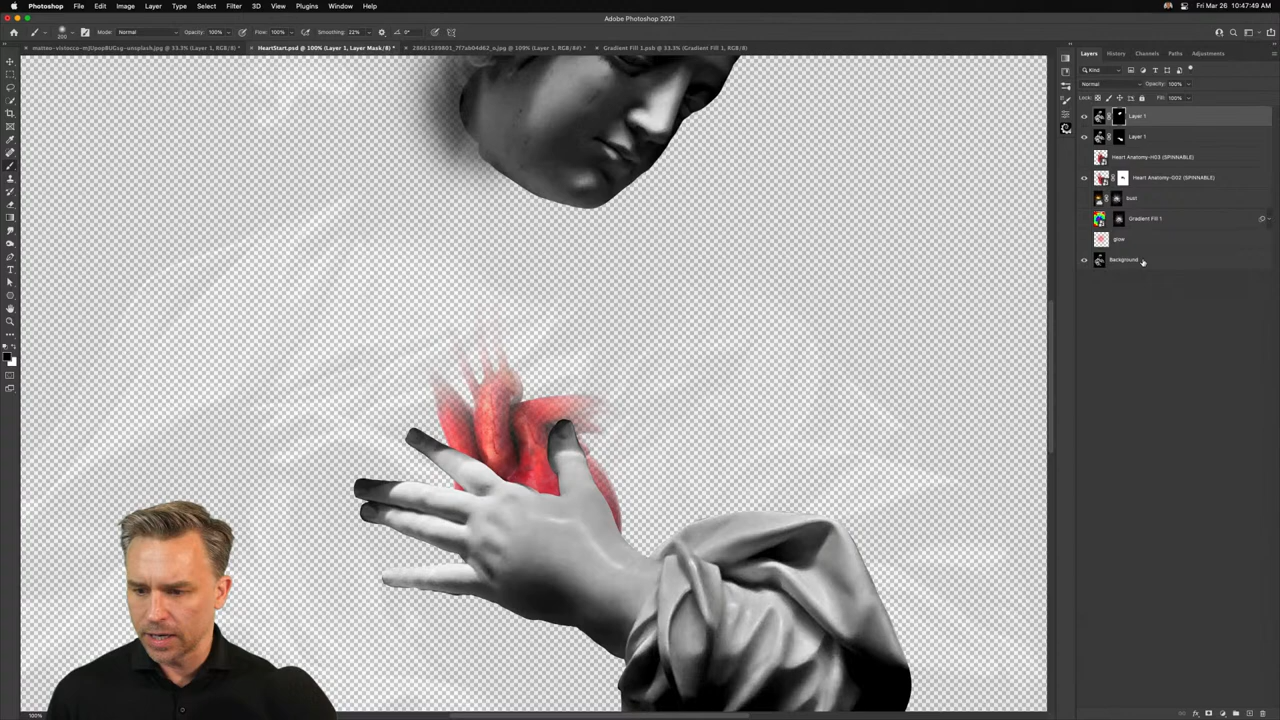 Photoshop File Edit Image Layer Type Select Filter 3D View Plugins Window Help Fri Mar 26 10:47:49 AM
Adobe Photoshop 2021
Mode: Normal Opacity: 100% Flow: 100% Smoothing: 22% 0°
HeartStart.psd @ 100% (Layer 1, Layer Mask/8) * Gradient Fill 1.psb @ 33.3% (Gradient Fill 1, RGB/8)
Layers History Channels Paths Adjustments
Kind
Normal Opacity: 100%
Lock: Fill: 100%
Layer 1
Layer 1
Heart Anatomy-H03 (SPINNABLE)
Heart Anatomy-G02 (SPINNABLE)
bust
Gradient Fill 1
glow
Background
200
100%